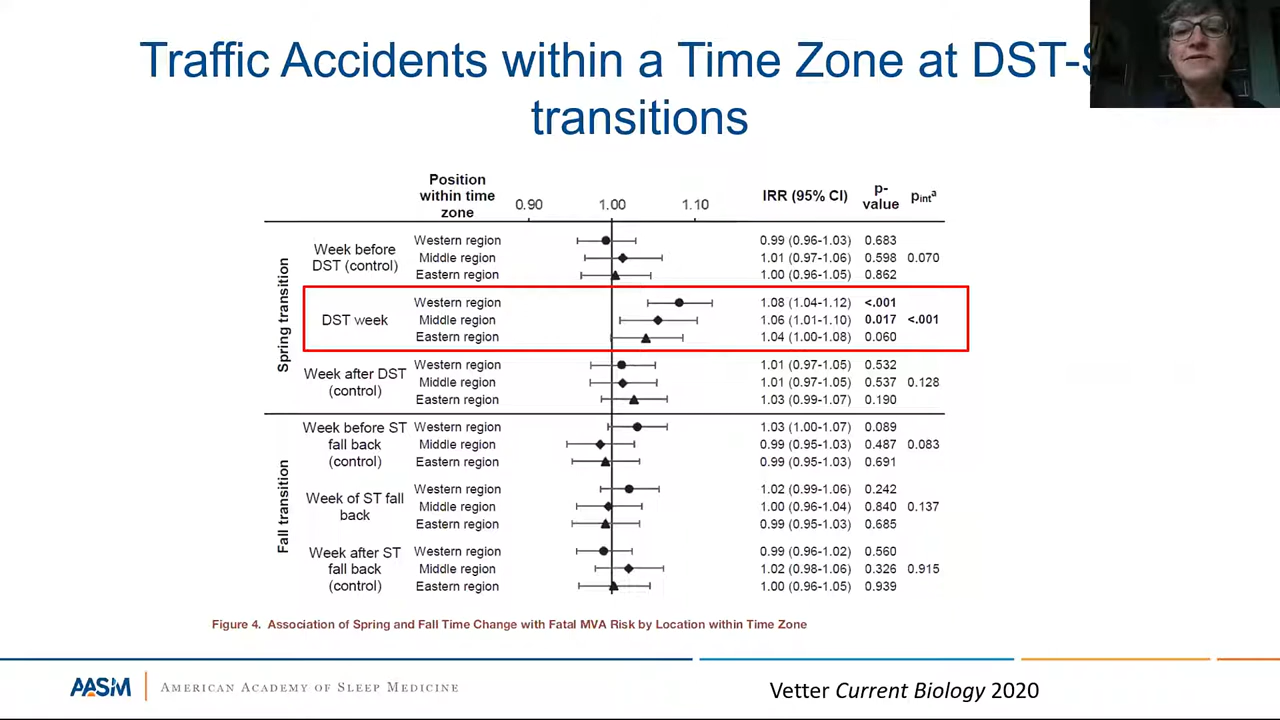 Traffic Accidents within a Time Zone at DST-
transitions
Position
within time
zone
0.90 1.00 1.10
IRR (95% CI)
p-
value
pinta
Spring transition
Week before
DST (control)
Western region 0.99 (0.96-1.03) 0.683
Middle region 1.01 (0.97-1.06) 0.598 0.070
Eastern region 1.00 (0.96-1.05) 0.862
DST week
Western region 1.08 (1.04-1.12) <.001
Middle region 1.06 (1.01-1.10) 0.017 <.001
Eastern region 1.04 (1.00-1.08) 0.060
Week after DST
(control)
Western region 1.01 (0.97-1.05) 0.532
Middle region 1.01 (0.97-1.05) 0.537 0.128
Eastern region 1.03 (0.99-1.07) 0.190
Fall transition
Week before ST
fall back
(control)
Western region 1.03 (1.00-1.07) 0.089
Middle region 0.99 (0.95-1.03) 0.487 0.083
Eastern region 0.99 (0.95-1.03) 0.691
Week of ST fall
back
Western region 1.02 (0.99-1.06) 0.242
Middle region 1.00 (0.96-1.04) 0.840 0.137
Eastern region 0.99 (0.95-1.03) 0.685
Week after ST
fall back
(control)
Western region 0.99 (0.96-1.02) 0.560
Middle region 1.02 (0.98-1.06) 0.326 0.915
Eastern region 1.00 (0.96-1.05) 0.939
Figure 4. Association of Spring and Fall Time Change with Fatal MVA Risk by Location within Time Zone
AASM AMERICAN ACADEMY OF SLEEP MEDICINE
Vetter Current Biology 2020